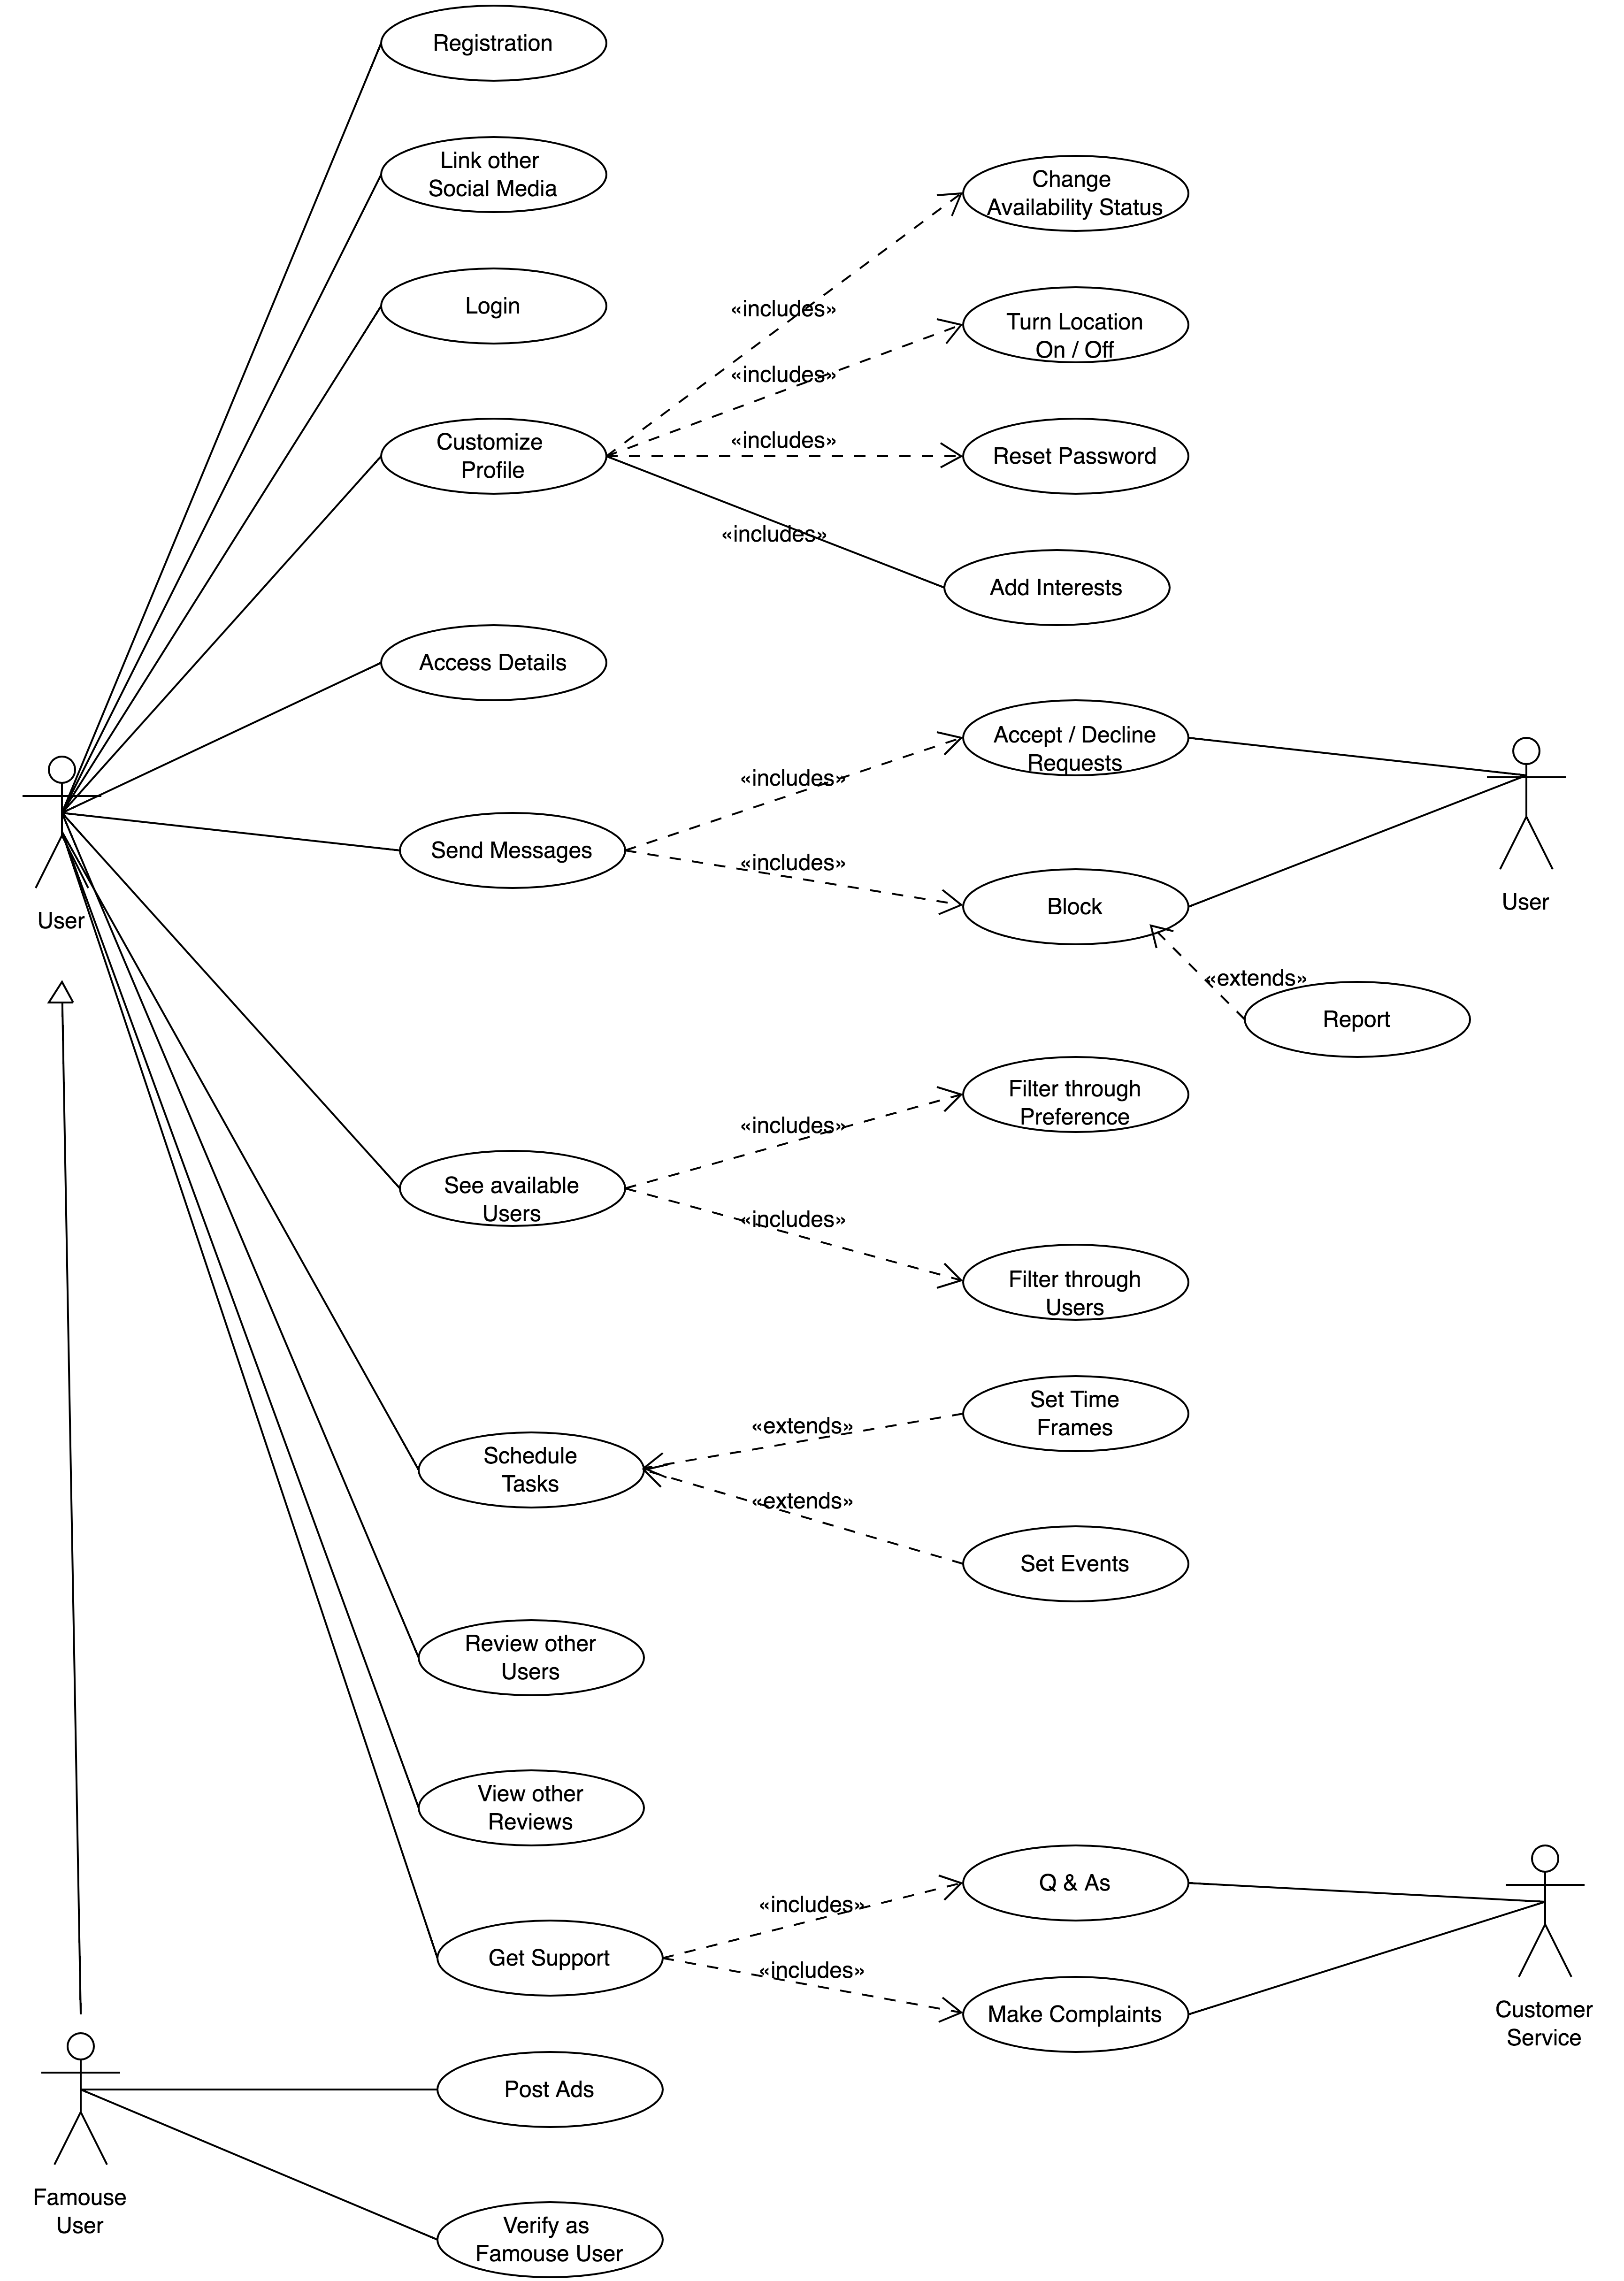 Registration
Link other
Social Media
Change
Availability Status
Login
«includes»
Turn Location
On / Off
«includes»
Customize
Profile
«includes»
Reset Password
«includes»
Add Interests
Access Details
Accept / Decline
Requests
«includes»
Send Messages
«includes»
User
Block
User
«extends»
Report
Filter through
Preference
«includes»
See available
Users
«includes»
Filter through
Users
Set Time
Frames
«extends»
Schedule
Tasks
«extends»
Set Events
Review other
Users
View other
Reviews
Q & As
«includes»
Get Support
«includes»
Make Complaints
Customer
Service
Post Ads
Famouse
User
Verify as
Famouse User